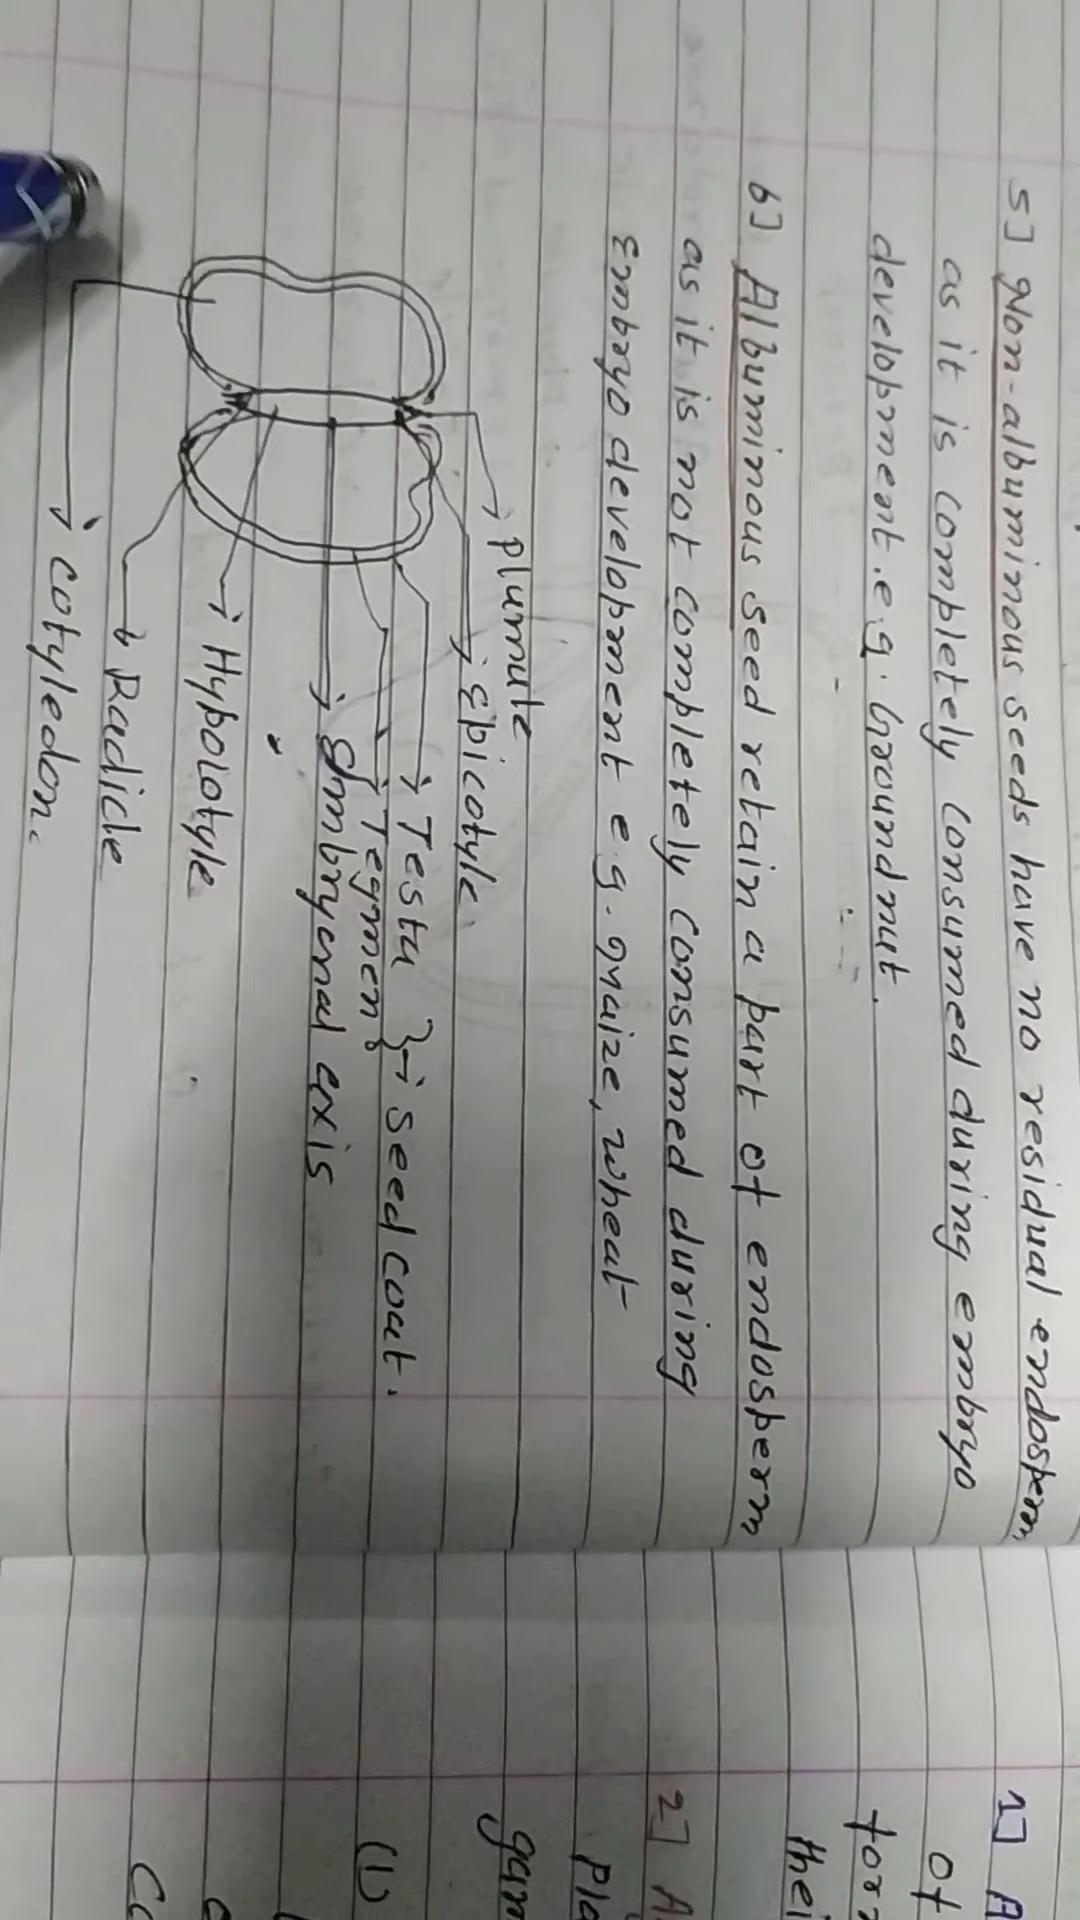 5] Non-albuminous seeds have no residual endosperm
as it is completely consumed during embryo
development. e.g. Groundnut.
6] Albuminous seed retain a part of endosperm
as it is not completely consumed during
Embryo development e.g. maize, wheat
plumule
Epicotyle.
Testa } → seed coat.
Tegmen
Embryonal axis
Hypocotyle
Radicle
Cotyledon.
1] A
of
for
thei
2] A
Pla
gam
(1)